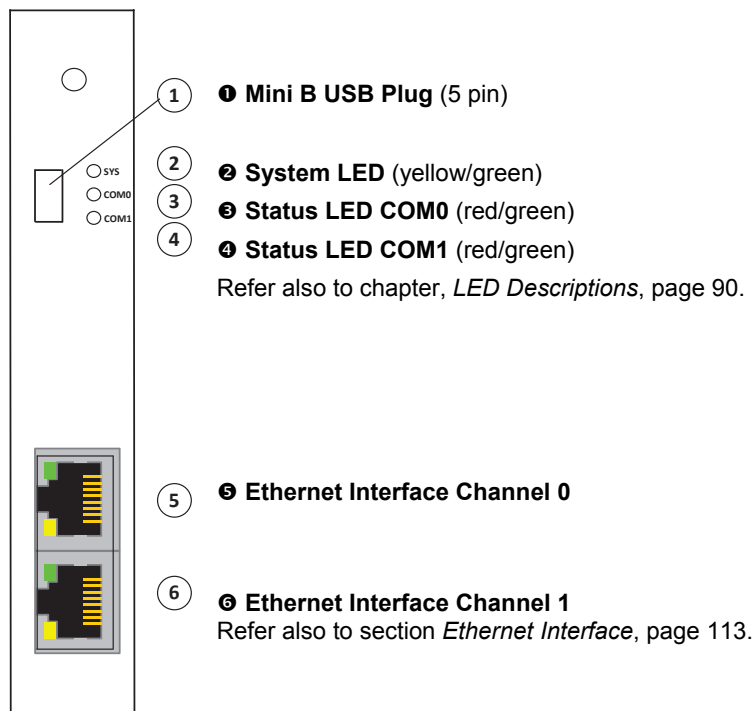 1 ❶ Mini B USB Plug (5 pin)
SYS 2 ❷ System LED (yellow/green)
COM0 3 ❸ Status LED COM0 (red/green)
COM1 4 ❹ Status LED COM1 (red/green)
Refer also to chapter, LED Descriptions, page 90.
5 ❺ Ethernet Interface Channel 0
6 ❻ Ethernet Interface Channel 1
Refer also to section Ethernet Interface, page 113.